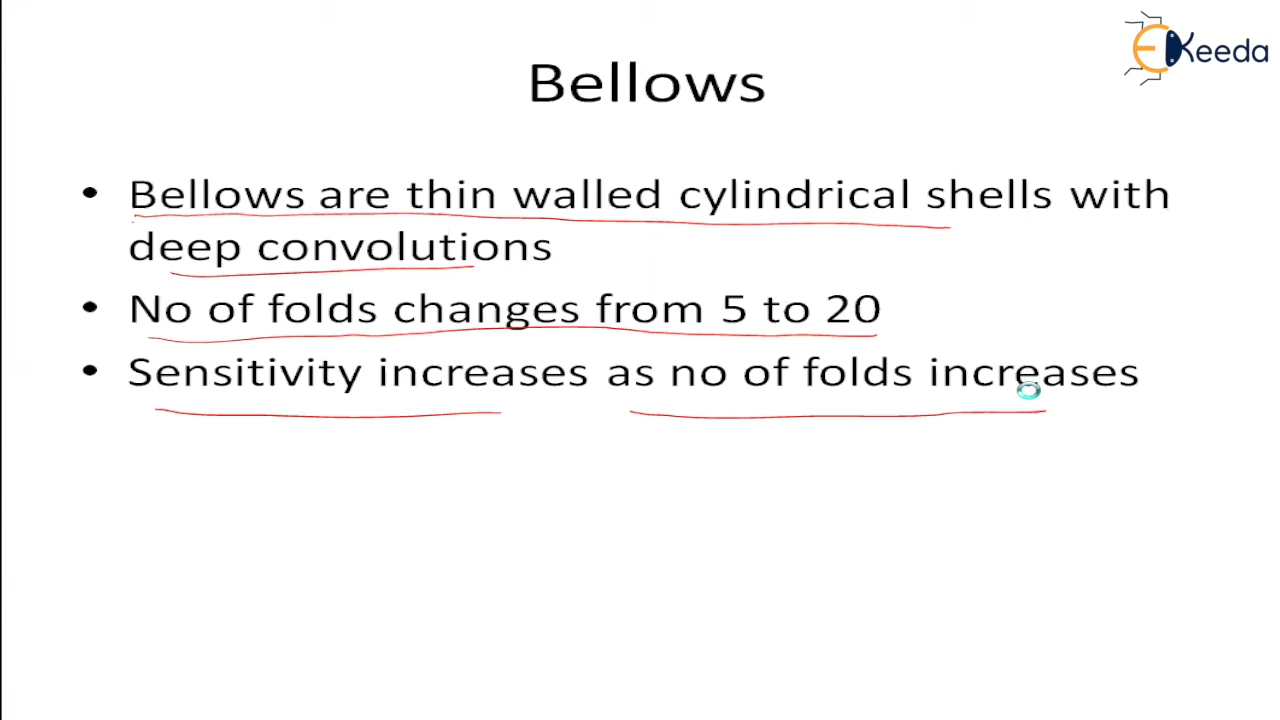 EKeeda
Bellows
• Bellows are thin walled cylindrical shells with
deep convolutions
• No of folds changes from 5 to 20
• Sensitivity increases as no of folds increases